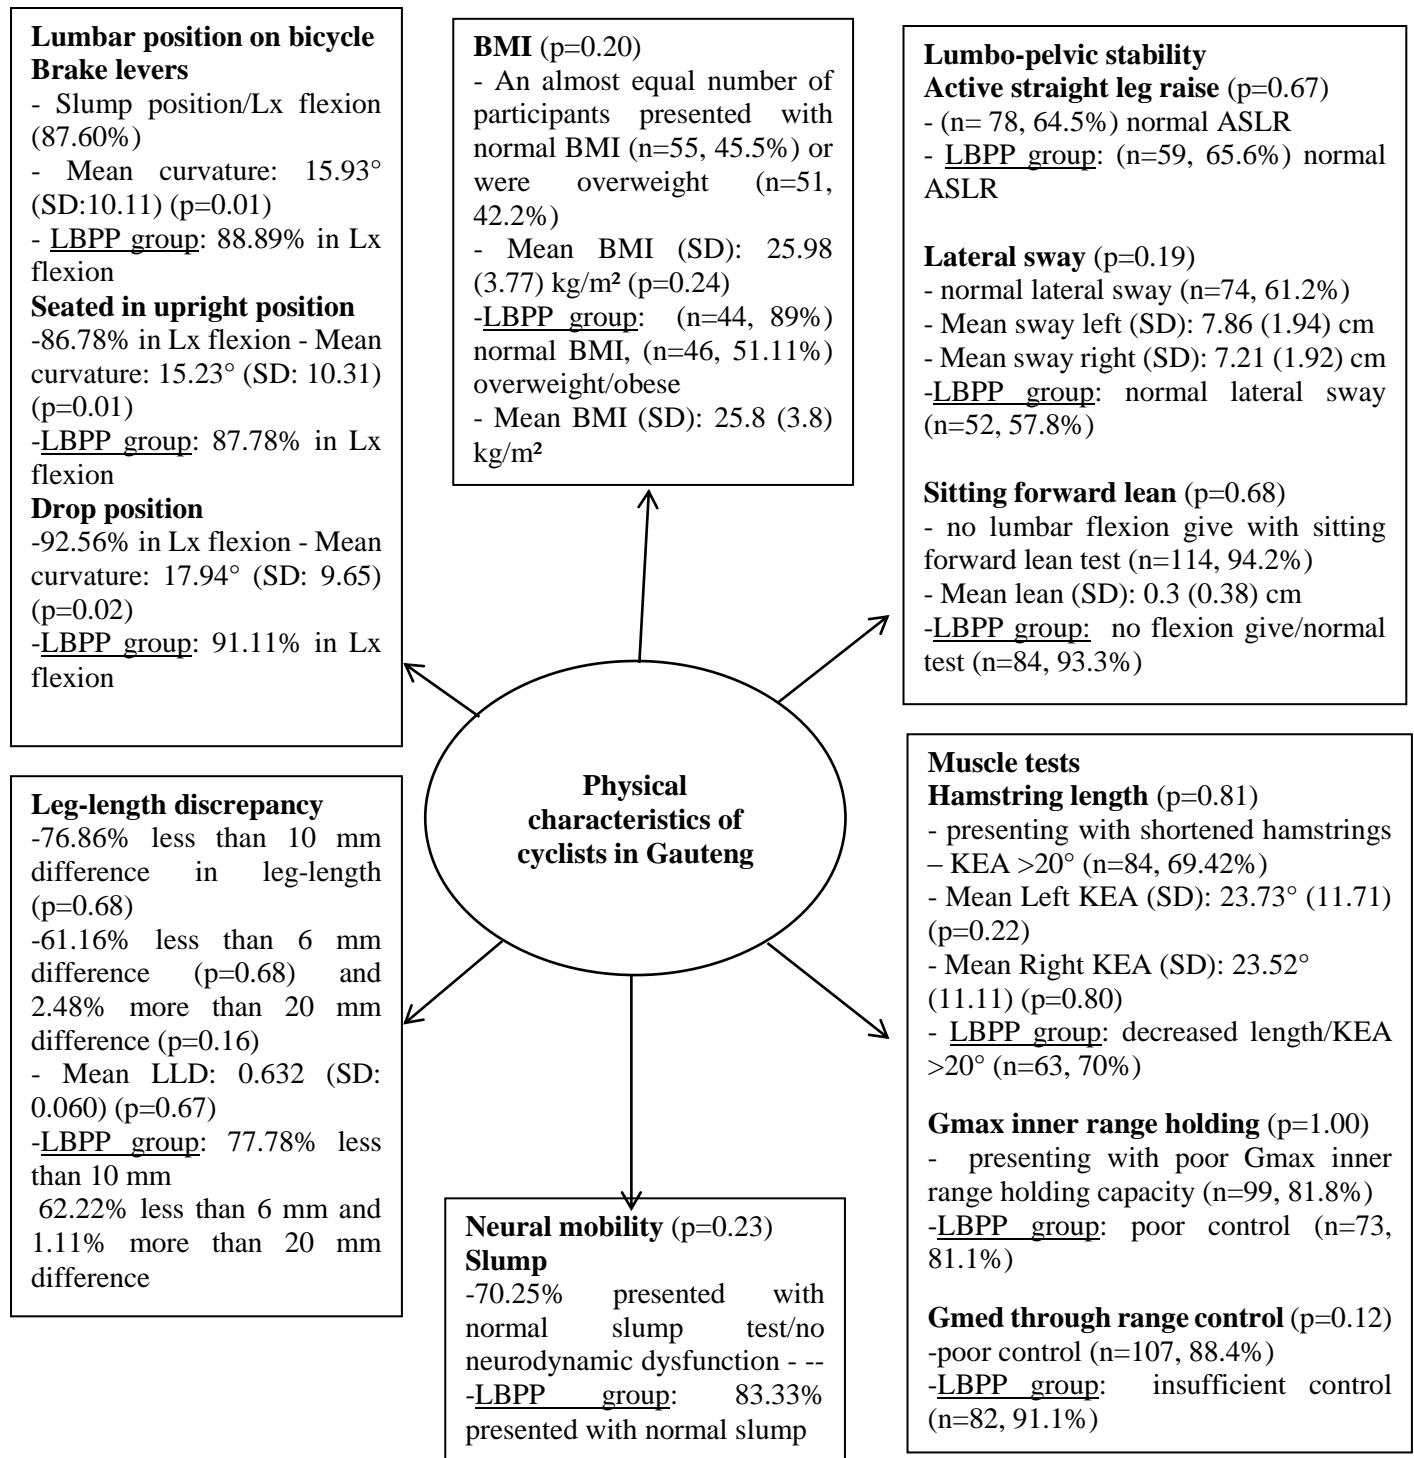 Lumbar position on bicycle
Brake levers
- Slump position/Lx flexion
(87.60%)
- Mean curvature: 15.93°
(SD:10.11) (p=0.01)
- LBPP group: 88.89% in Lx
flexion
Seated in upright position
-86.78% in Lx flexion - Mean
curvature: 15.23° (SD: 10.31)
(p=0.01)
-LBPP group: 87.78% in Lx
flexion
Drop position
-92.56% in Lx flexion - Mean
curvature: 17.94° (SD: 9.65)
(p=0.02)
-LBPP group: 91.11% in Lx
flexion
BMI (p=0.20)
- An almost equal number of
participants presented with
normal BMI (n=55, 45.5%) or
were overweight (n=51,
42.2%)
- Mean BMI (SD): 25.98
(3.77) kg/m² (p=0.24)
-LBPP group: (n=44, 89%)
normal BMI, (n=46, 51.11%)
overweight/obese
- Mean BMI (SD): 25.8 (3.8)
kg/m²
Lumbo-pelvic stability
Active straight leg raise (p=0.67)
- (n= 78, 64.5%) normal ASLR
- LBPP group: (n=59, 65.6%) normal
ASLR
Lateral sway (p=0.19)
- normal lateral sway (n=74, 61.2%)
- Mean sway left (SD): 7.86 (1.94) cm
- Mean sway right (SD): 7.21 (1.92) cm
-LBPP group: normal lateral sway
(n=52, 57.8%)
Sitting forward lean (p=0.68)
- no lumbar flexion give with sitting
forward lean test (n=114, 94.2%)
- Mean lean (SD): 0.3 (0.38) cm
-LBPP group: no flexion give/normal
test (n=84, 93.3%)
Physical
characteristics of
cyclists in Gauteng
Leg-length discrepancy
-76.86% less than 10 mm
difference in leg-length
(p=0.68)
-61.16% less than 6 mm
difference (p=0.68) and
2.48% more than 20 mm
difference (p=0.16)
- Mean LLD: 0.632 (SD:
0.060) (p=0.67)
-LBPP group: 77.78% less
than 10 mm
62.22% less than 6 mm and
1.11% more than 20 mm
difference
Neural mobility (p=0.23)
Slump
-70.25% presented with
normal slump test/no
neurodynamic dysfunction - --
-LBPP group: 83.33%
presented with normal slump
Muscle tests
Hamstring length (p=0.81)
- presenting with shortened hamstrings
– KEA >20° (n=84, 69.42%)
- Mean Left KEA (SD): 23.73° (11.71)
(p=0.22)
- Mean Right KEA (SD): 23.52°
(11.11) (p=0.80)
- LBPP group: decreased length/KEA
>20° (n=63, 70%)
Gmax inner range holding (p=1.00)
- presenting with poor Gmax inner
range holding capacity (n=99, 81.8%)
-LBPP group: poor control (n=73,
81.1%)
Gmed through range control (p=0.12)
-poor control (n=107, 88.4%)
-LBPP group: insufficient control
(n=82, 91.1%)